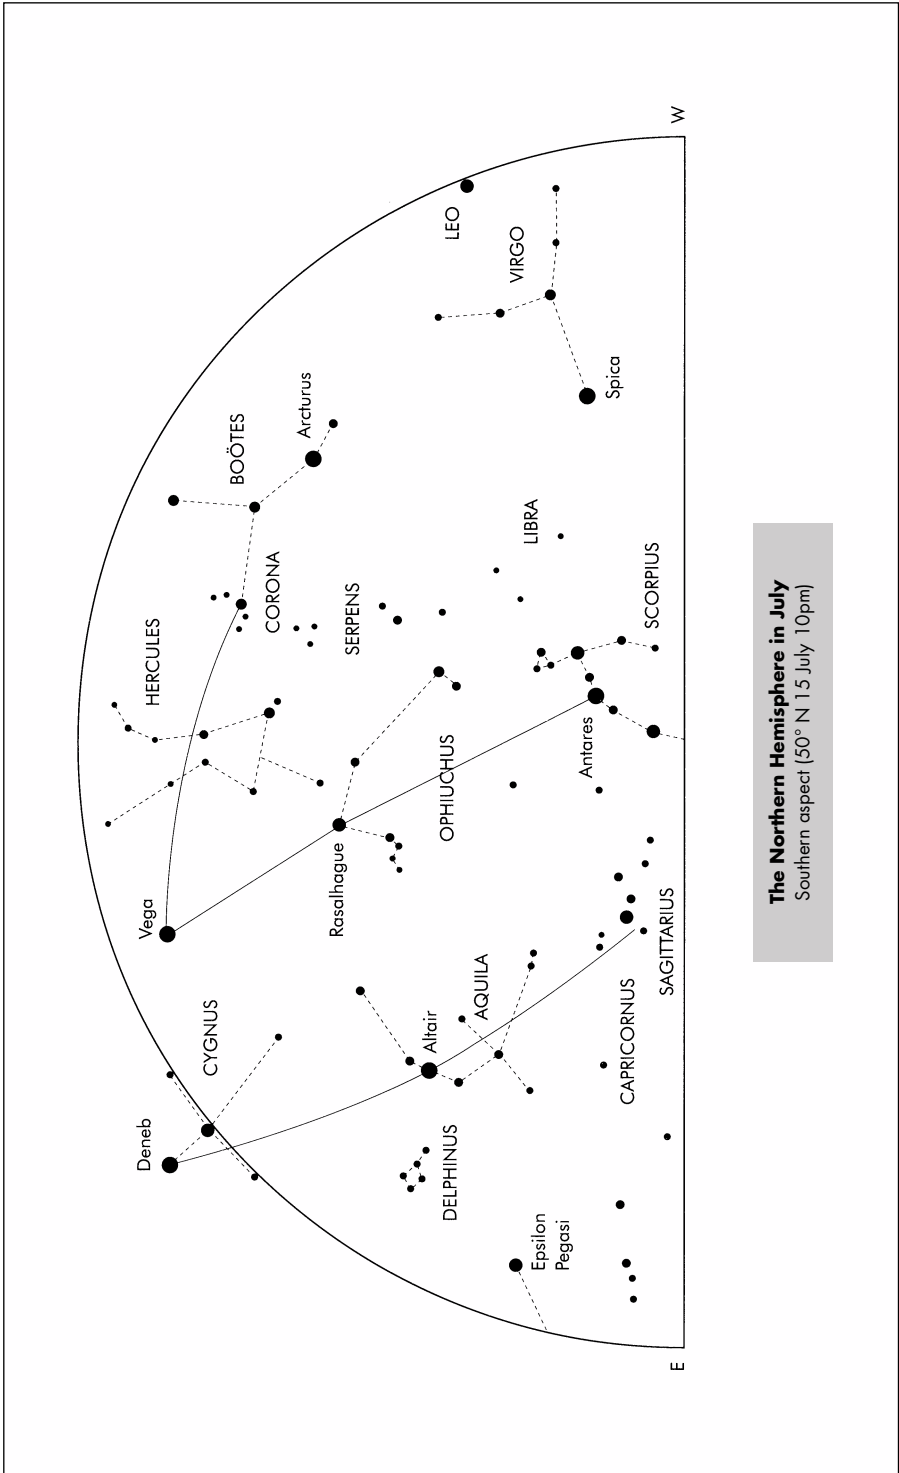 W
LEO
VIRGO
Spica
Arcturus
BOÖTES
LIBRA
SCORPIUS
CORONA
SERPENS
HERCULES
Antares
OPHIUCHUS
Rasalhague
Vega
SAGITTARIUS
AQUILA
Altair
CAPRICORNUS
CYGNUS
Deneb
DELPHINUS
Epsilon
Pegasi
E
The Northern Hemisphere in July
Southern aspect (50° N 15 July 10pm)